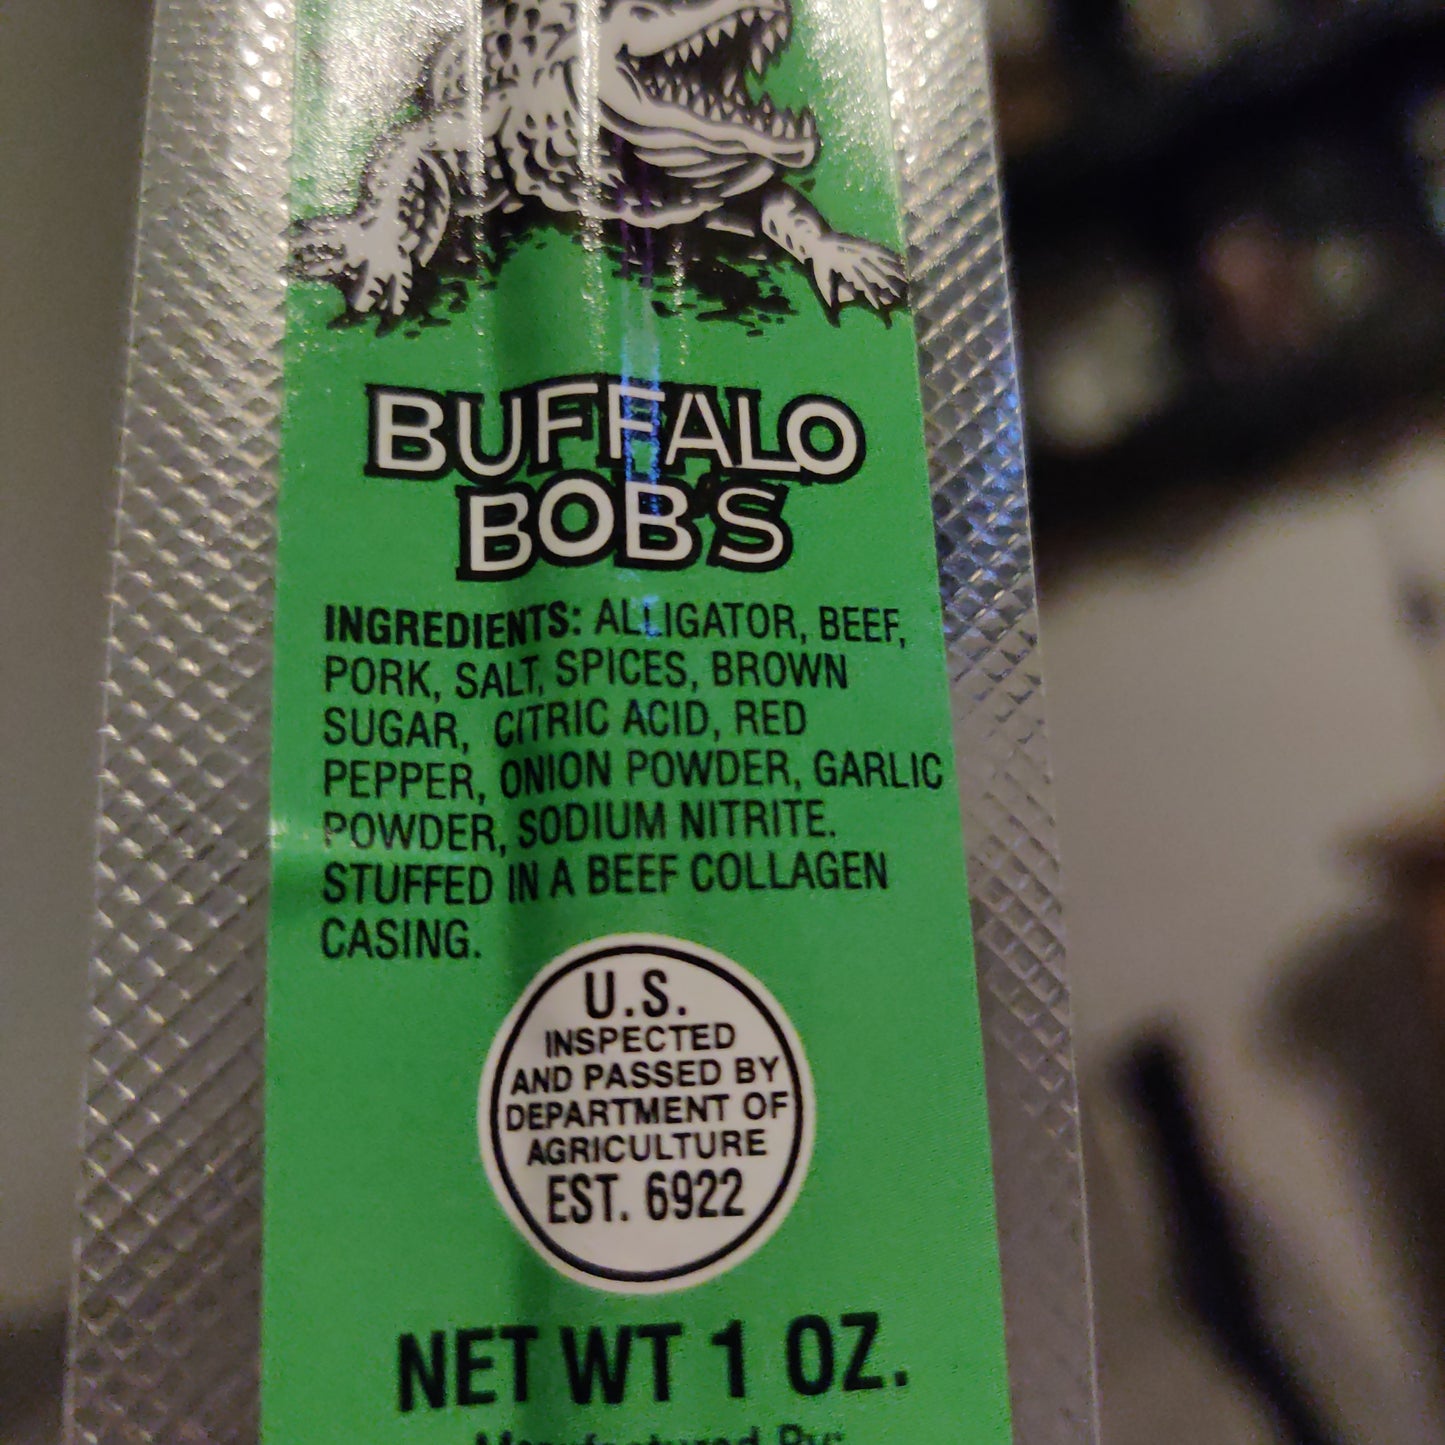 BUFFALO
BOB'S
INGREDIENTS: ALLIGATOR, BEEF,
PORK, SALT, SPICES, BROWN
SUGAR, CITRIC ACID, RED
PEPPER, ONION POWDER, GARLIC
POWDER, SODIUM NITRITE.
STUFFED IN A BEEF COLLAGEN
CASING.
U.S.
INSPECTED
AND PASSED BY
DEPARTMENT OF
AGRICULTURE
EST. 6922
NET WT 1 OZ.
Manufactured By: